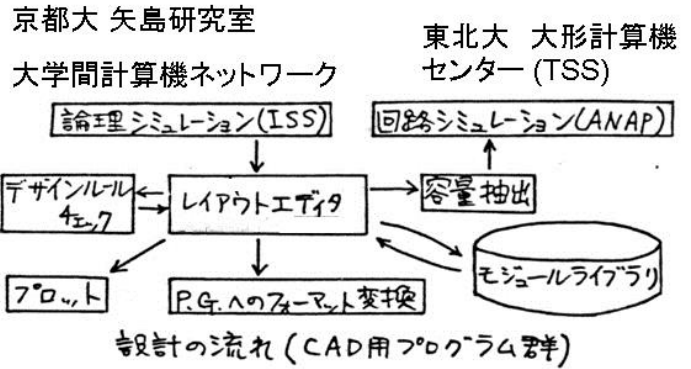 京都大 矢島研究室
大学間計算機ネットワーク
東北大 大形計算機
センター(TSS)
論理シミュレーション(ISS)
回路シミュレーション(ANAP)
デザインルール
チェック
レイアウトエディタ
容量抽出
モジュールライブラリ
プロット
P.G.へのフォーマット変換
設計の流れ(CAD用プログラム群)